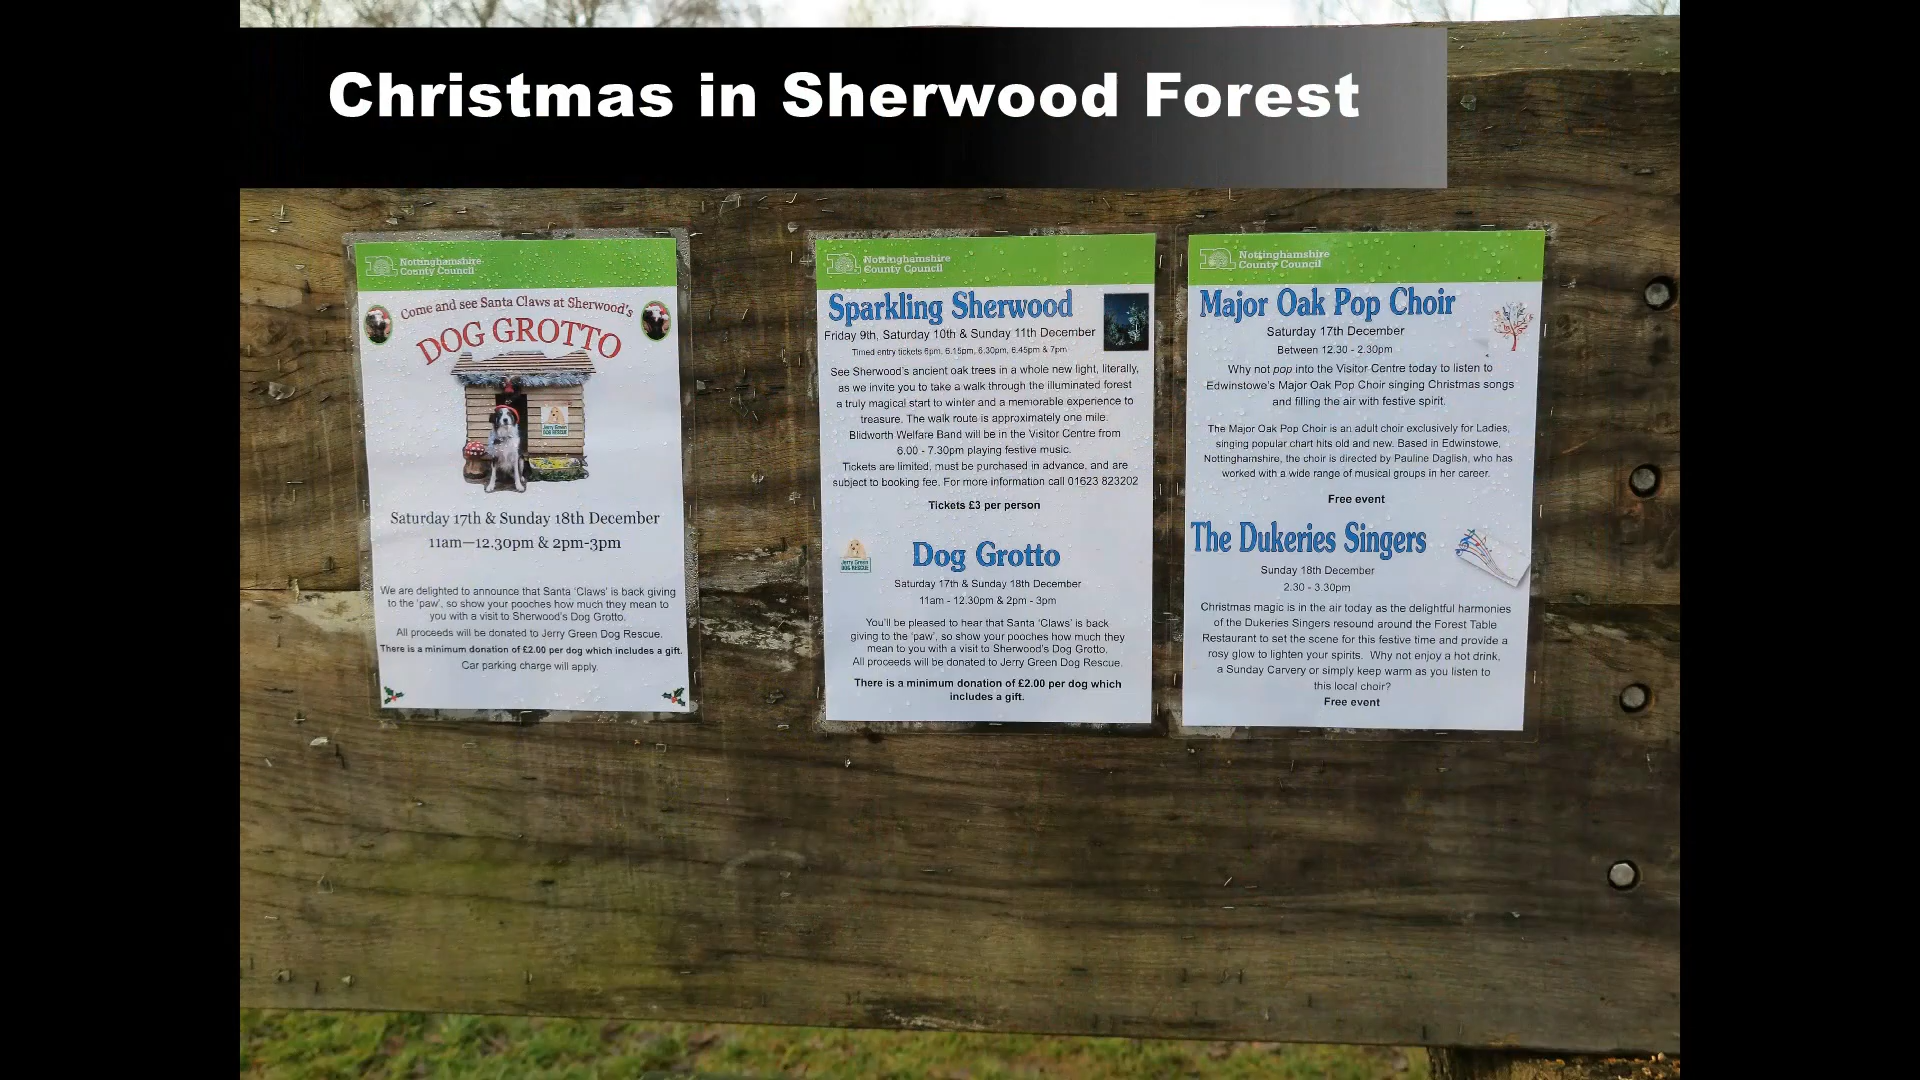 Christmas in Sherwood Forest
Nottinghamshire
County Council
Come and see Santa Claws at Sherwood's
DOG GROTTO
Jerry Green
DOG RESCUE
Saturday 17th & Sunday 18th December
11am—12.30pm & 2pm-3pm
We are delighted to announce that Santa 'Claws' is back giving
to the 'paw', so show your pooches how much they mean to
you with a visit to Sherwood's Dog Grotto.
All proceeds will be donated to Jerry Green Dog Rescue.
There is a minimum donation of £2.00 per dog which includes a gift.
Car parking charge will apply.
Nottinghamshire
County Council
Sparkling Sherwood
Friday 9th, Saturday 10th & Sunday 11th December
Timed entry tickets 6pm, 6.15pm, 6.30pm, 6.45pm & 7pm
See Sherwood's ancient oak trees in a whole new light, literally,
as we invite you to take a walk through the illuminated forest
a truly magical start to winter and a memorable experience to
treasure. The walk route is approximately one mile.
Blidworth Welfare Band will be in the Visitor Centre from
6.00 - 7.30pm playing festive music.
Tickets are limited, must be purchased in advance, and are
subject to booking fee. For more information call 01623 823202
Tickets £3 per person
Jerry Green
DOG RESCUE
Dog Grotto
Saturday 17th & Sunday 18th December
11am - 12.30pm & 2pm - 3pm
You'll be pleased to hear that Santa 'Claws' is back
giving to the 'paw', so show your pooches how much they
mean to you with a visit to Sherwood's Dog Grotto.
All proceeds will be donated to Jerry Green Dog Rescue.
There is a minimum donation of £2.00 per dog which
includes a gift.
Nottinghamshire
County Council
Major Oak Pop Choir
Saturday 17th December
Between 12.30 - 2.30pm
Why not pop into the Visitor Centre today to listen to
Edwinstowe's Major Oak Pop Choir singing Christmas songs
and filling the air with festive spirit.
The Major Oak Pop Choir is an adult choir exclusively for Ladies,
singing popular chart hits old and new. Based in Edwinstowe,
Nottinghamshire, the choir is directed by Pauline Daglish, who has
worked with a wide range of musical groups in her career.
Free event
The Dukeries Singers
Sunday 18th December
2.30 - 3.30pm
Christmas magic is in the air today as the delightful harmonies
of the Dukeries Singers resound around the Forest Table
Restaurant to set the scene for this festive time and provide a
rosy glow to lighten your spirits. Why not enjoy a hot drink,
a Sunday Carvery or simply keep warm as you listen to
this local choir?
Free event